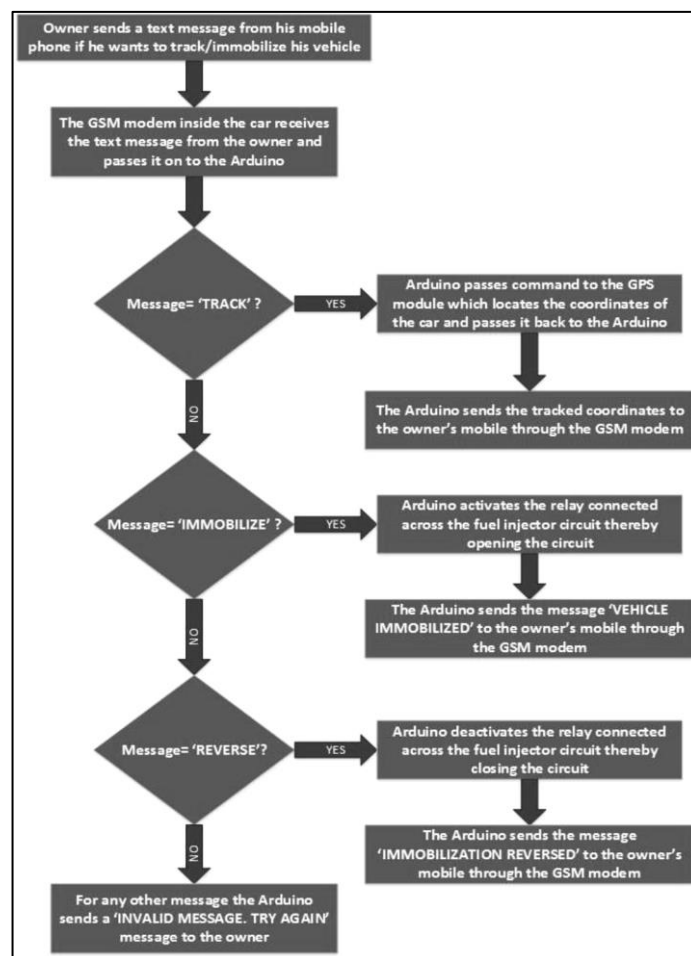 Owner sends a text message from his mobile
phone if he wants to track/immobilize his vehicle
The GSM modem inside the car receives
the text message from the owner and
passes it on to the Arduino
Message= ‘TRACK’ ?
YES
Arduino passes command to the GPS
module which locates the coordinates of
the car and passes it back to the Arduino
The Arduino sends the tracked coordinates to
the owner’s mobile through the GSM modem
NO
Message= ‘IMMOBILIZE’ ?
YES
Arduino activates the relay connected
across the fuel injector circuit thereby
opening the circuit
The Arduino sends the message ‘VEHICLE
IMMOBILIZED’ to the owner’s mobile through
the GSM modem
NO
Message= ‘REVERSE’?
YES
Arduino deactivates the relay connected
across the fuel injector circuit thereby
closing the circuit
The Arduino sends the message
‘IMMOBILIZATION REVERSED’ to the owner’s
mobile through the GSM modem
NO
For any other message the Arduino
sends a ‘INVALID MESSAGE. TRY AGAIN’
message to the owner